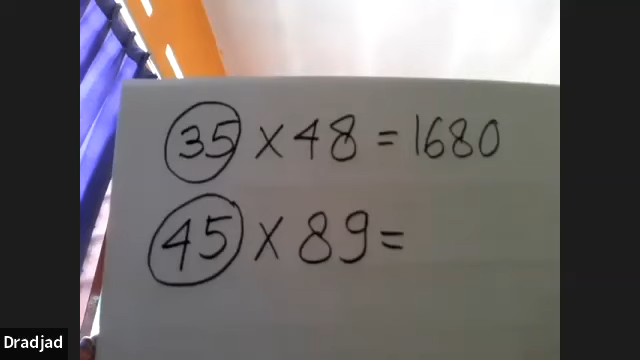 35 × 48 = 1680
45 × 89 =
Dradjad